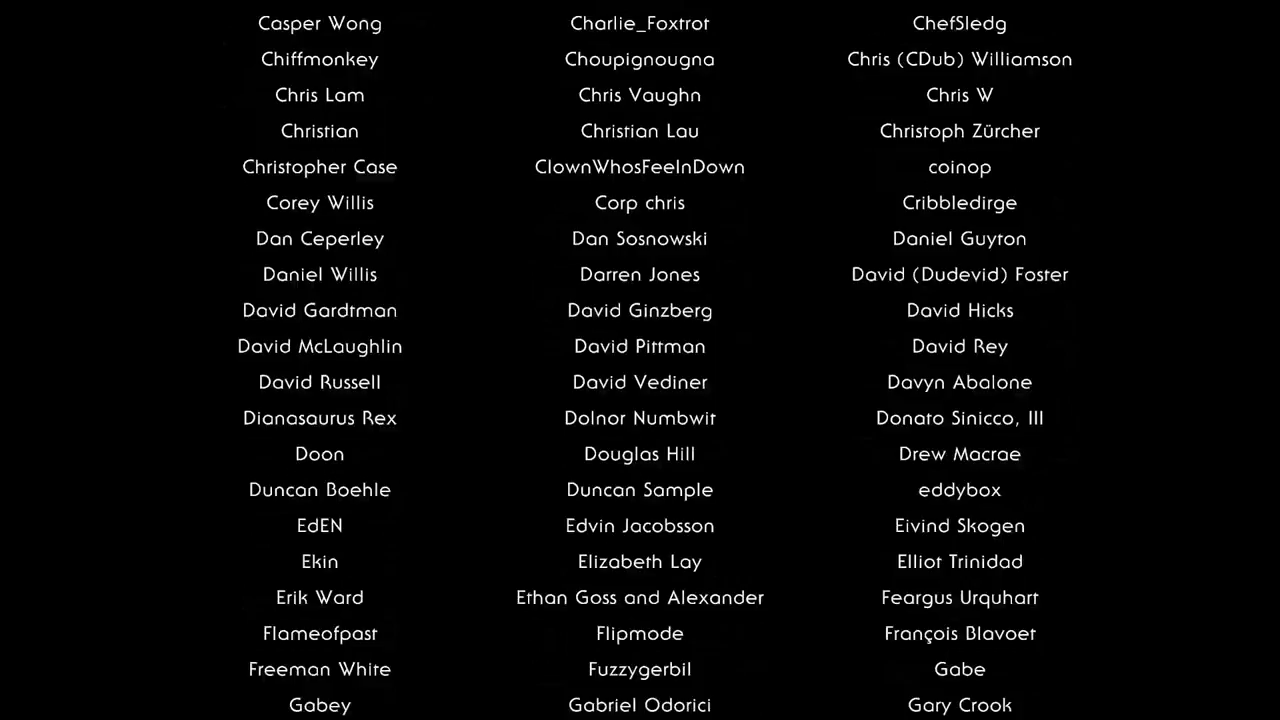 Casper Wong Charlie_Foxtrot ChefSledg
Chiffmonkey Choupignougna Chris (CDub) Williamson
Chris Lam Chris Vaughn Chris W
Christian Christian Lau Christoph Zürcher
Christopher Case ClownWhosFeelnDown coinop
Corey Willis Corp chris Cribbledirge
Dan Ceperley Dan Sosnowski Daniel Guyton
Daniel Willis Darren Jones David (Dudevid) Foster
David Gardtman David Ginzberg David Hicks
David McLaughlin David Pittman David Rey
David Russell David Vediner Davyn Abalone
Dianasaurus Rex Dolnor Numbwit Donato Sinicco, III
Doon Douglas Hill Drew Macrae
Duncan Boehle Duncan Sample eddybox
EdEN Edvin Jacobsson Eivind Skogen
Ekin Elizabeth Lay Elliot Trinidad
Erik Ward Ethan Goss and Alexander Feargus Urquhart
Flameofpast Flipmode François Blavoet
Freeman White Fuzzygerbil Gabe
Gabey Gabriel Odorici Gary Crook